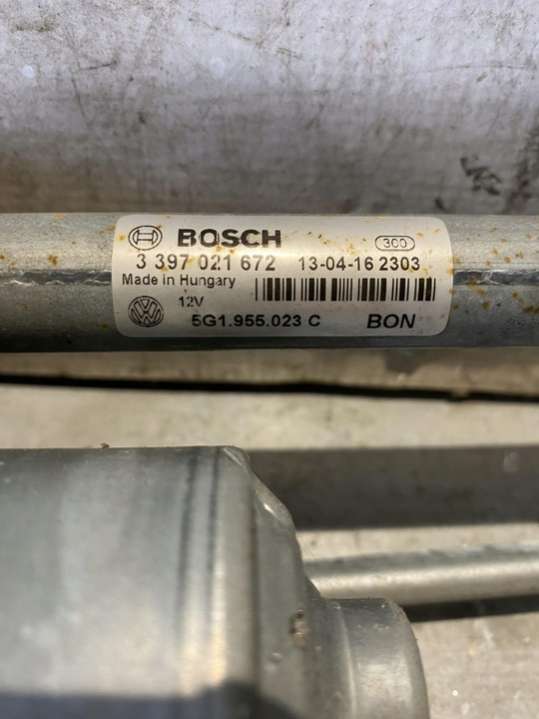 BOSCH 300
3 397 021 672 13-04-16 2303
Made in Hungary
12V
5G1.955.023 C BON